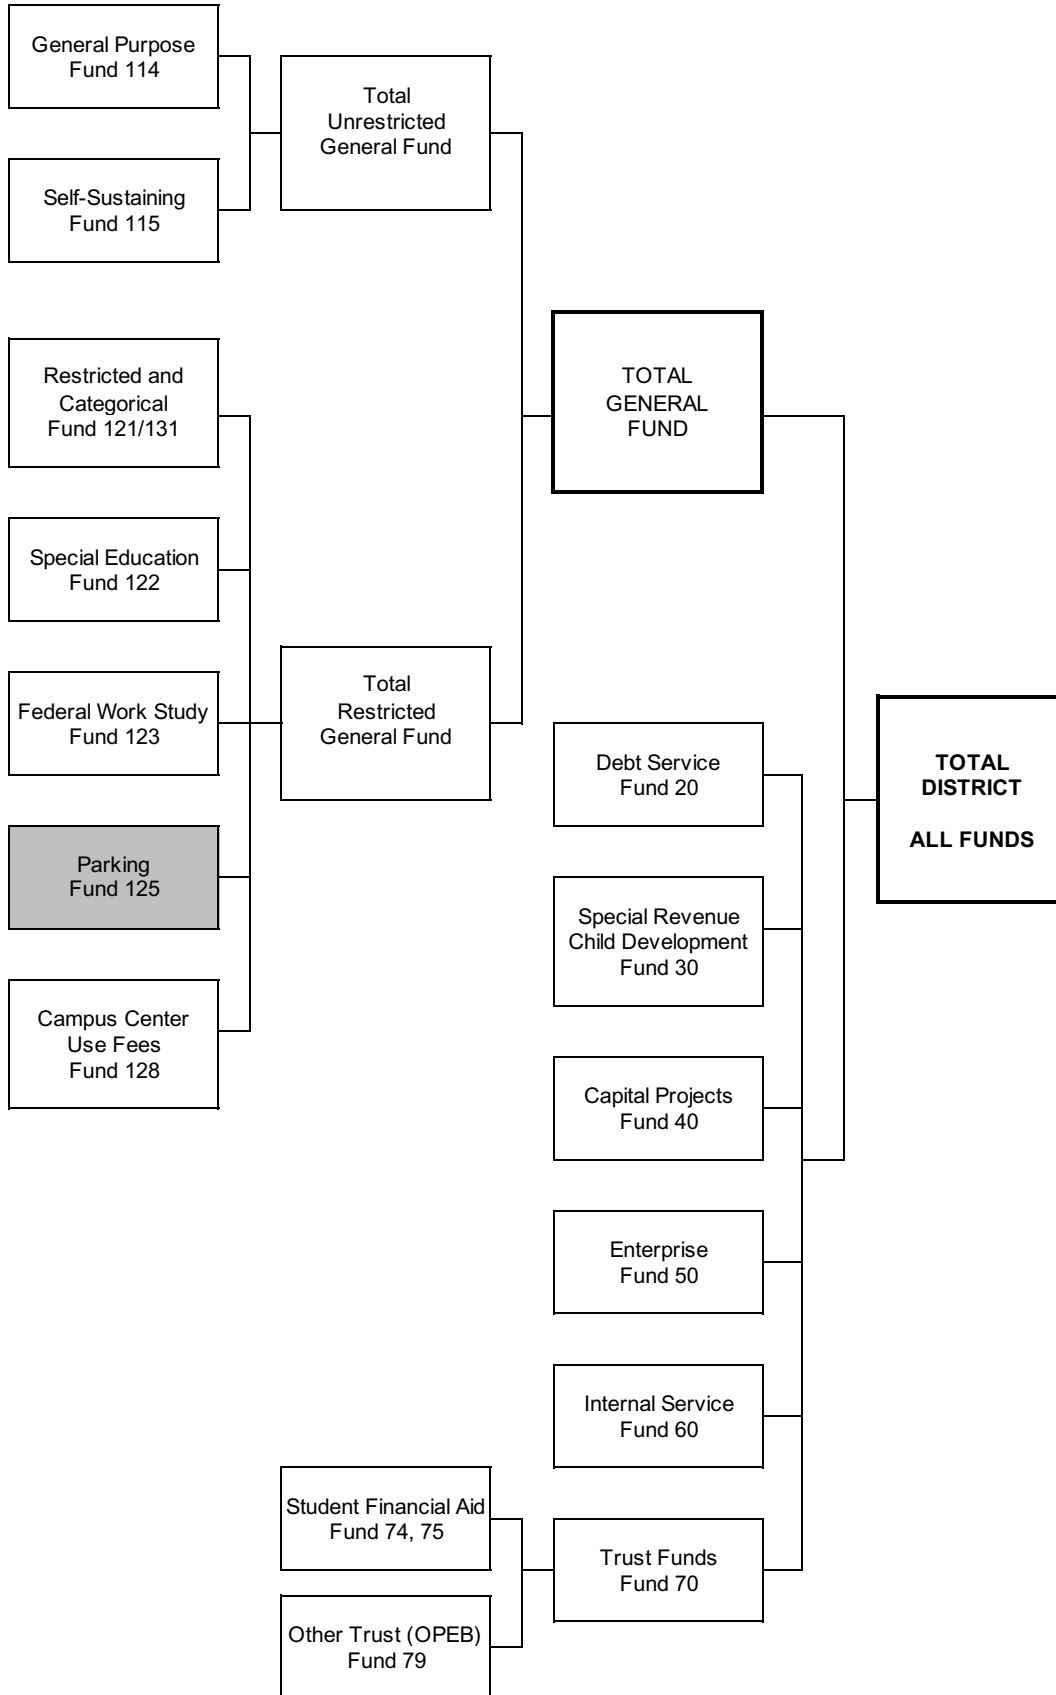 General Purpose
Fund 114
Total
Unrestricted
General Fund
Self-Sustaining
Fund 115
Restricted and
Categorical
Fund 121/131
TOTAL
GENERAL
FUND
Special Education
Fund 122
Federal Work Study
Fund 123
Total
Restricted
General Fund
Debt Service
Fund 20
TOTAL
DISTRICT
ALL FUNDS
Parking
Fund 125
Special Revenue
Child Development
Fund 30
Campus Center
Use Fees
Fund 128
Capital Projects
Fund 40
Enterprise
Fund 50
Internal Service
Fund 60
Student Financial Aid
Fund 74, 75
Trust Funds
Fund 70
Other Trust (OPEB)
Fund 79